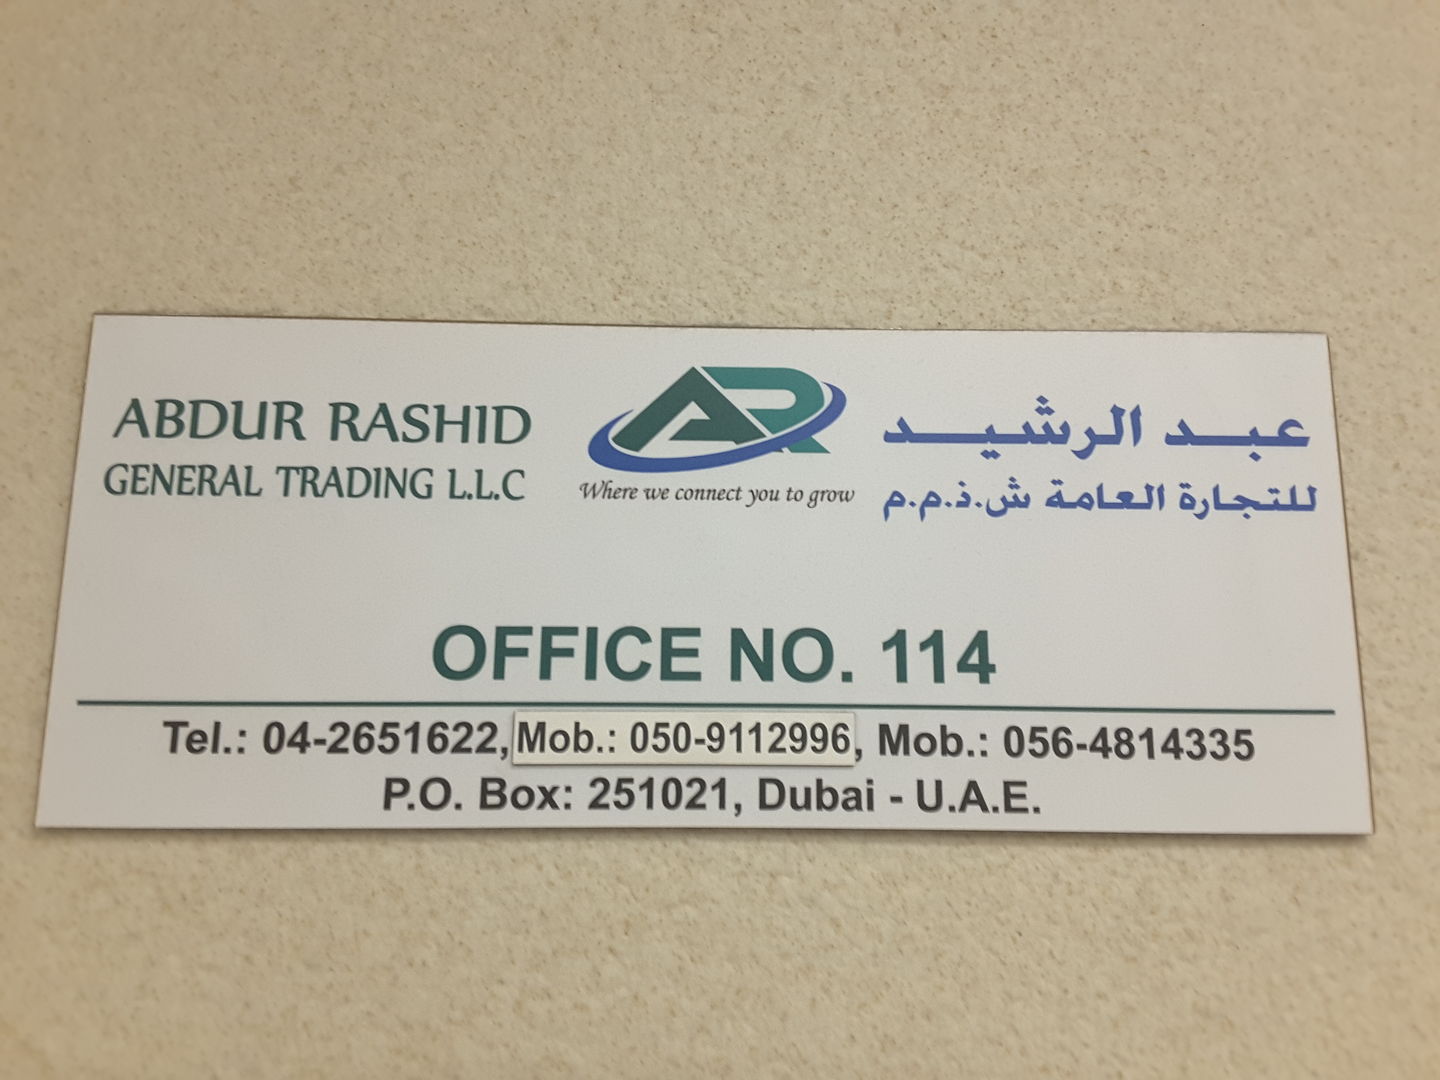 ABDUR RASHID
GENERAL TRADING L.L.C
AR
Where we connect you to grow
عبد الرشيد
للتجارة العامة ش.ذ.م.م
OFFICE NO. 114
Tel.: 04-2651622, Mob.: 050-9112996, Mob.: 056-4814335
P.O. Box: 251021, Dubai - U.A.E.